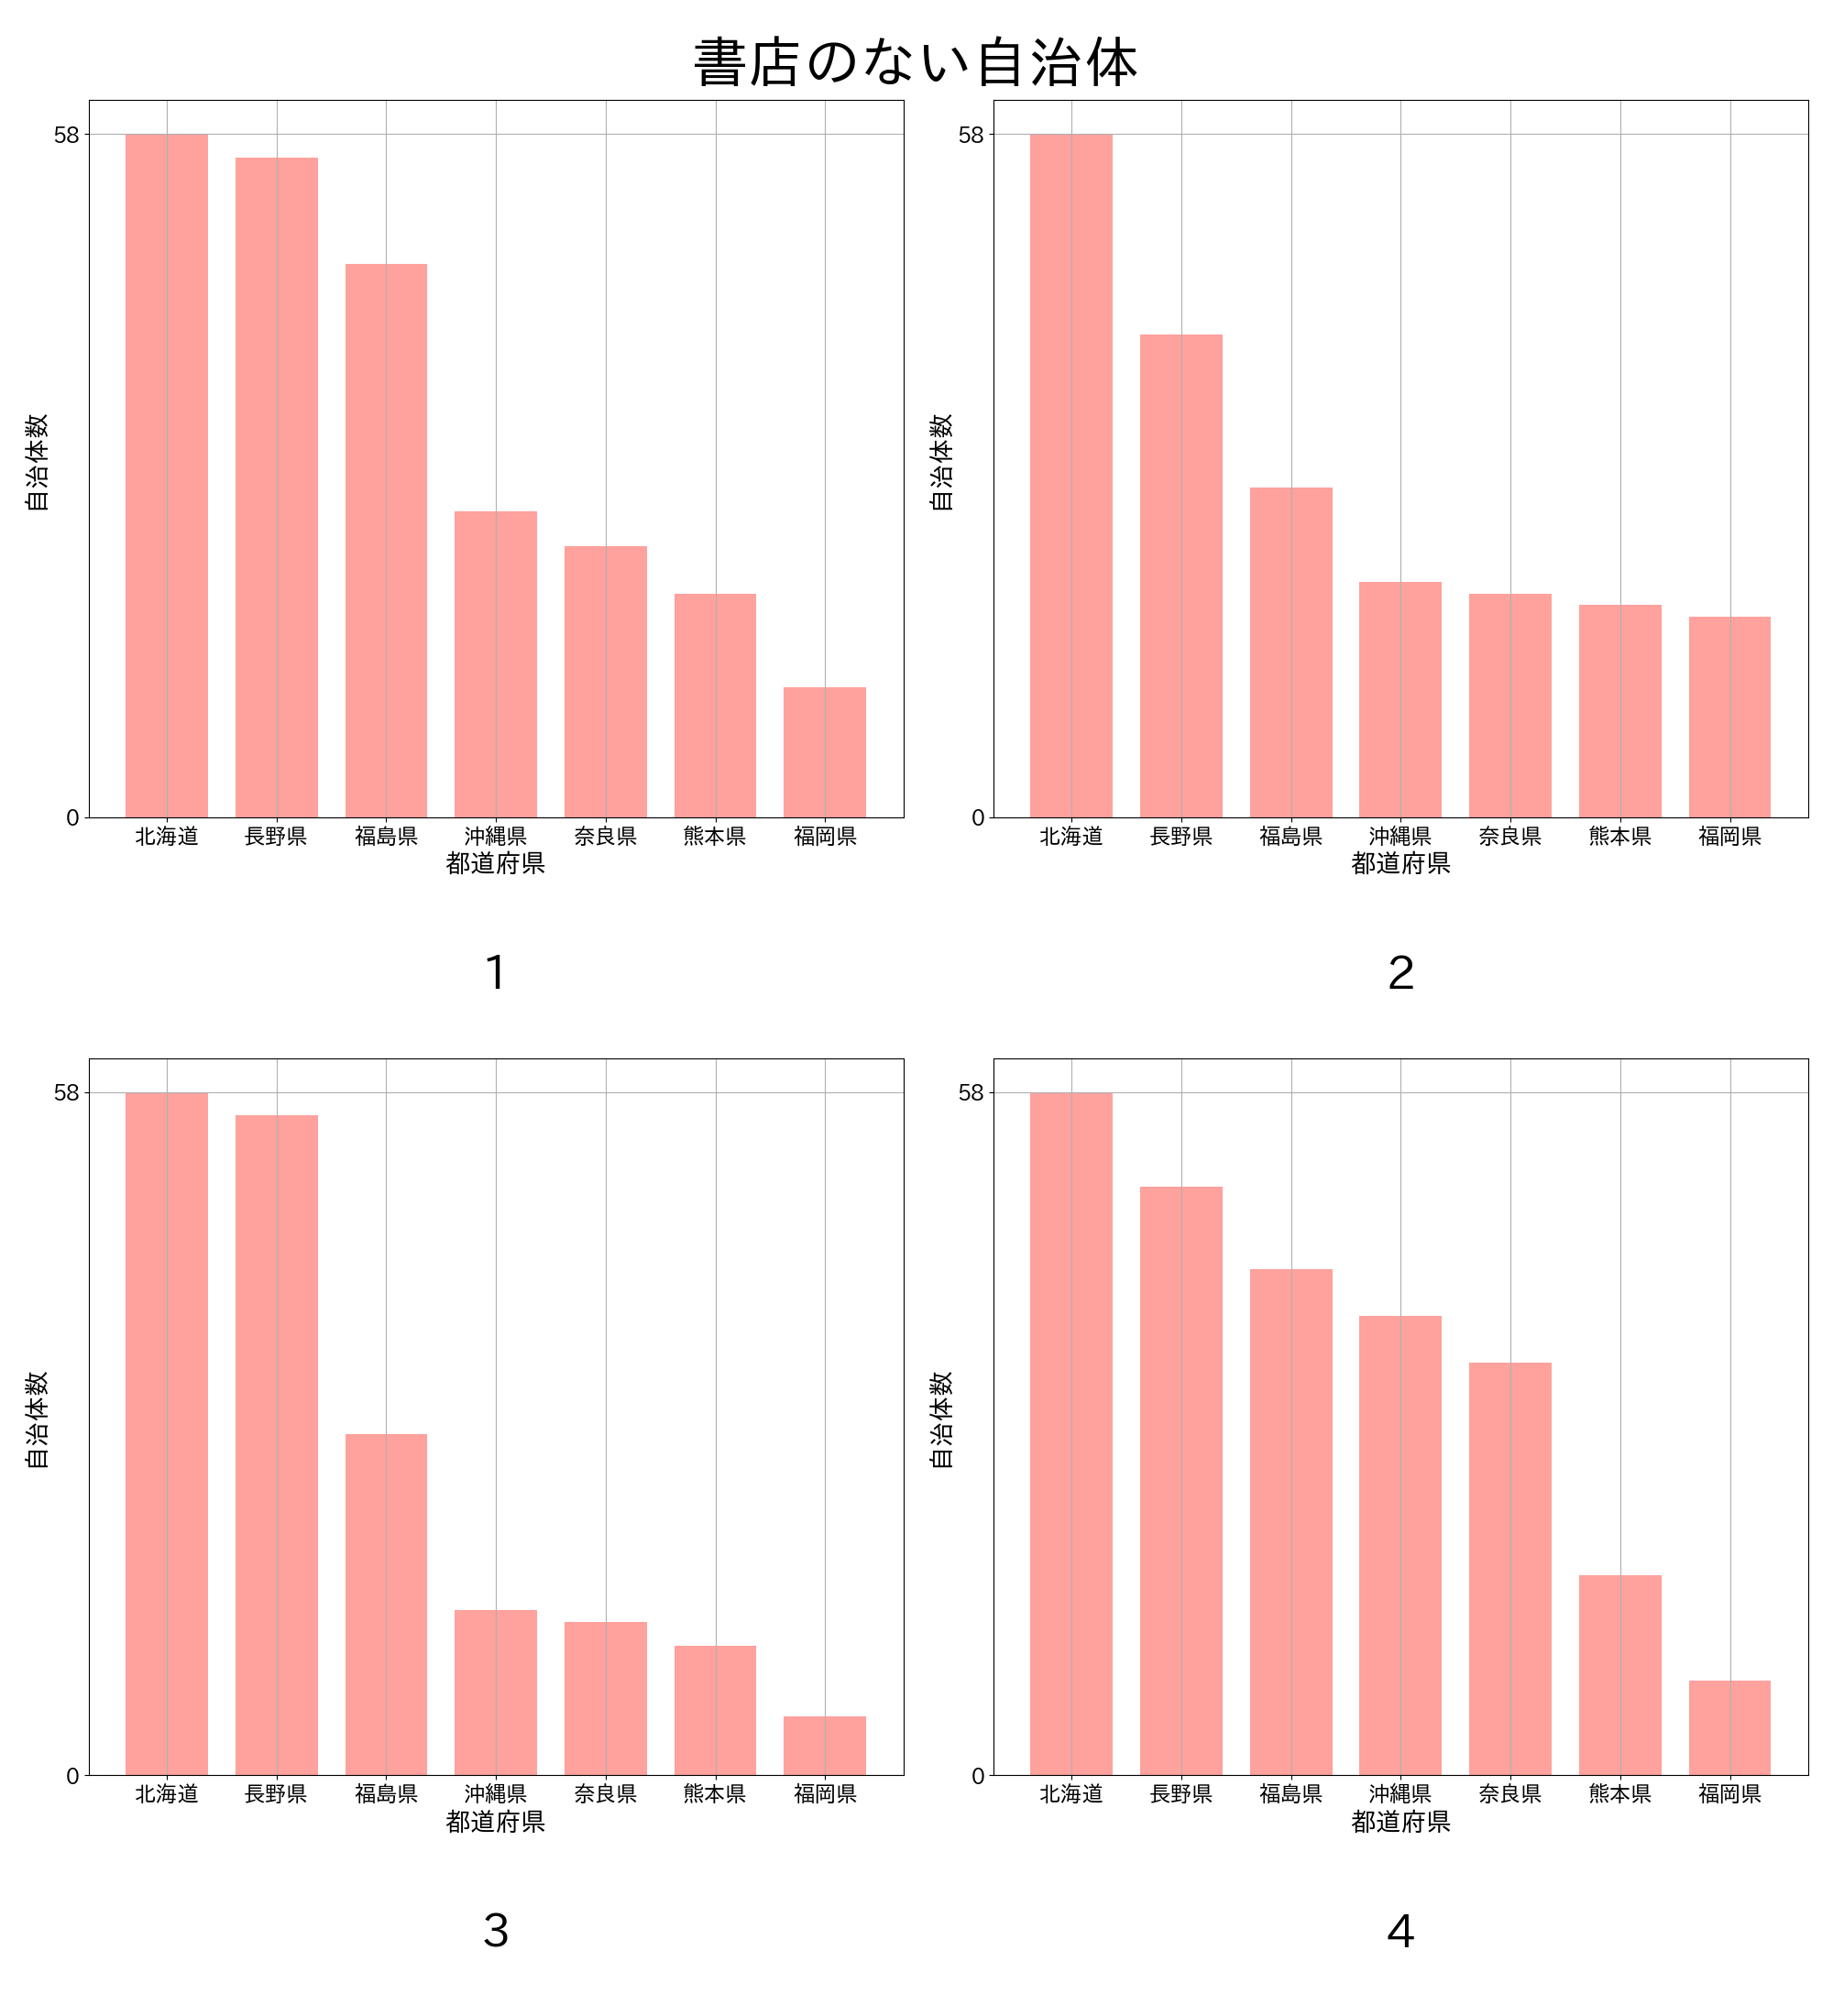 書店のない自治体
58
0
自治体数
北海道 長野県 福島県 沖縄県 奈良県 熊本県 福岡県
都道府県
1
58
0
自治体数
北海道 長野県 福島県 沖縄県 奈良県 熊本県 福岡県
都道府県
2
58
0
自治体数
北海道 長野県 福島県 沖縄県 奈良県 熊本県 福岡県
都道府県
3
58
0
自治体数
北海道 長野県 福島県 沖縄県 奈良県 熊本県 福岡県
都道府県
4